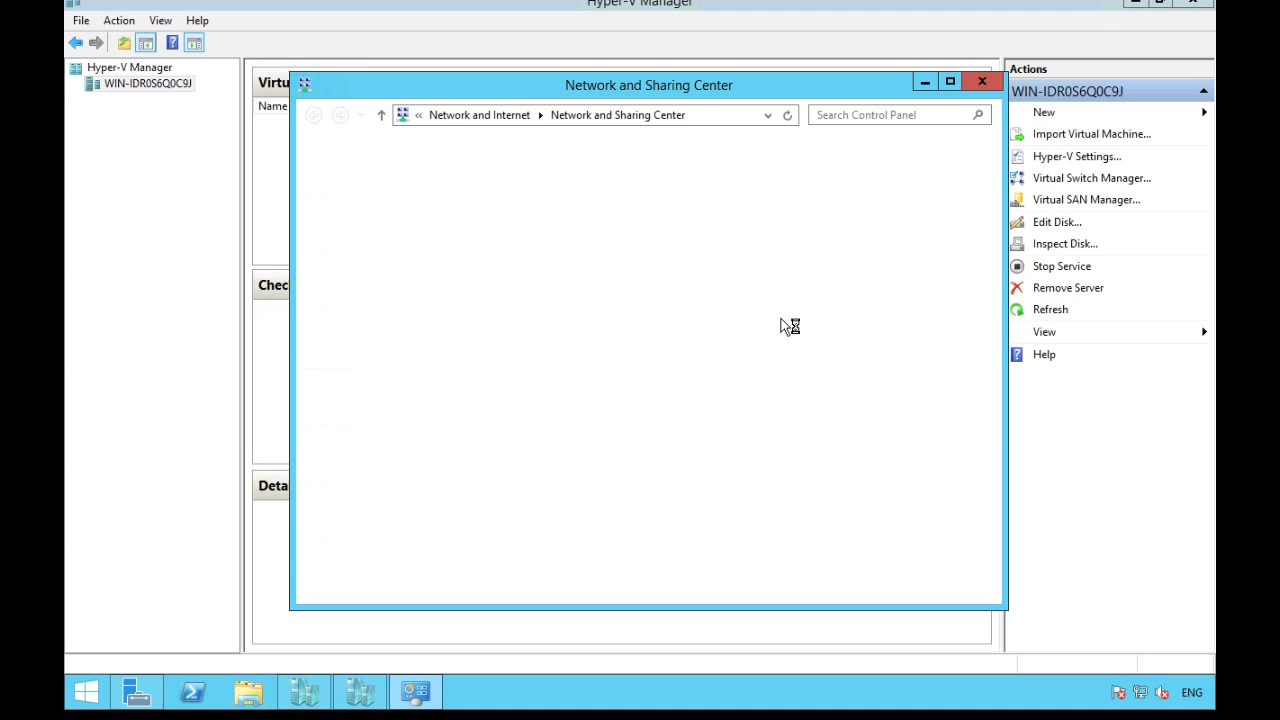 Hyper-V Manager
File Action View Help
Hyper-V Manager
WIN-IDR0S6Q0C9J
Virtu
Name
Chec
Deta
Network and Sharing Center
« Network and Internet Network and Sharing Center
Search Control Panel
Actions
WIN-IDR0S6Q0C9J
New
Import Virtual Machine...
Hyper-V Settings...
Virtual Switch Manager...
Virtual SAN Manager...
Edit Disk...
Inspect Disk...
Stop Service
Remove Server
Refresh
View
Help
ENG